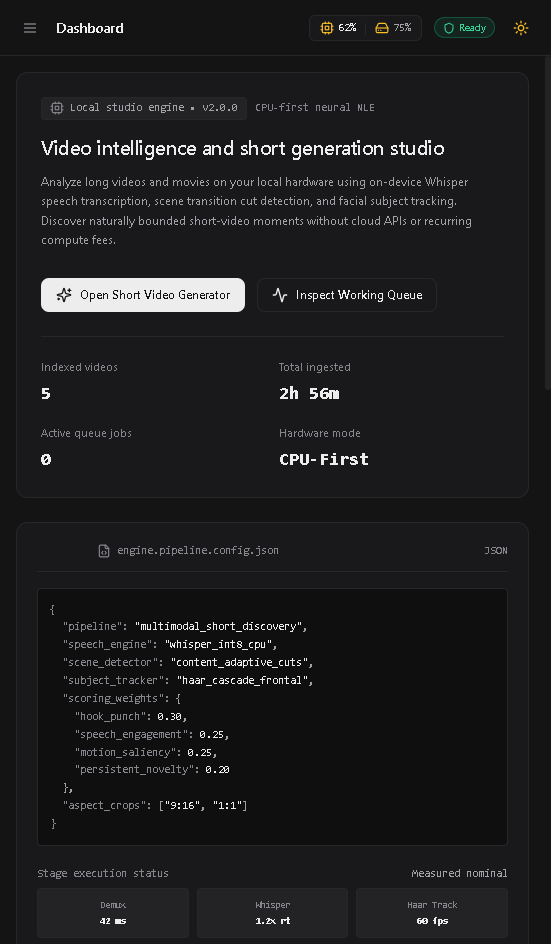 Dashboard
62% 75% Ready
Local studio engine • v2.0.0 CPU-first neural NLE
Video intelligence and short generation studio
Analyze long videos and movies on your local hardware using on-device Whisper
speech transcription, scene transition cut detection, and facial subject tracking.
Discover naturally bounded short-video moments without cloud APIs or recurring
compute fees.
Open Short Video Generator Inspect Working Queue
Indexed videos Total ingested
5 2h 56m
Active queue jobs Hardware mode
0 CPU-First
engine.pipeline.config.json JSON
{
"pipeline": "multimodal_short_discovery",
"speech_engine": "whisper_int8_cpu",
"scene_detector": "content_adaptive_cuts",
"subject_tracker": "haar_cascade_frontal",
"scoring_weights": {
"hook_punch": 0.30,
"speech_engagement": 0.25,
"motion_saliency": 0.25,
"persistent_novelty": 0.20
},
"aspect_crops": ["9:16", "1:1"]
}
Stage execution status Measured nominal
Demux Whisper Haar Track
42 ms 1.2x rt 60 fps